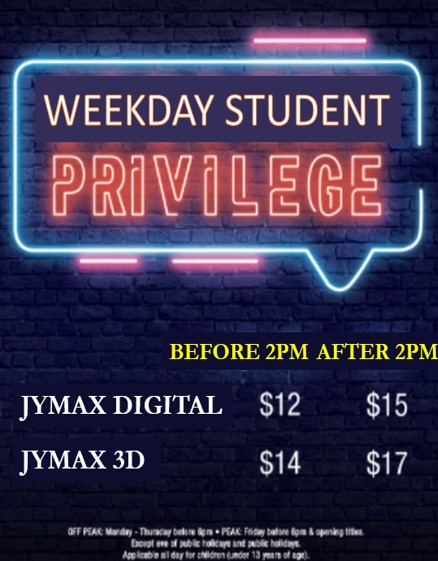 WEEKDAY STUDENT
PRIVILEGE
BEFORE 2PM AFTER 2PM
JYMAX DIGITAL $12 $15
JYMAX 3D $14 $17
OFF PEAK: Monday - Thursday before 6pm • PEAK: Friday before 6pm & opening titles.
Except eve of public holidays and public holidays.
Applicable all day for children (under 13 years of age).